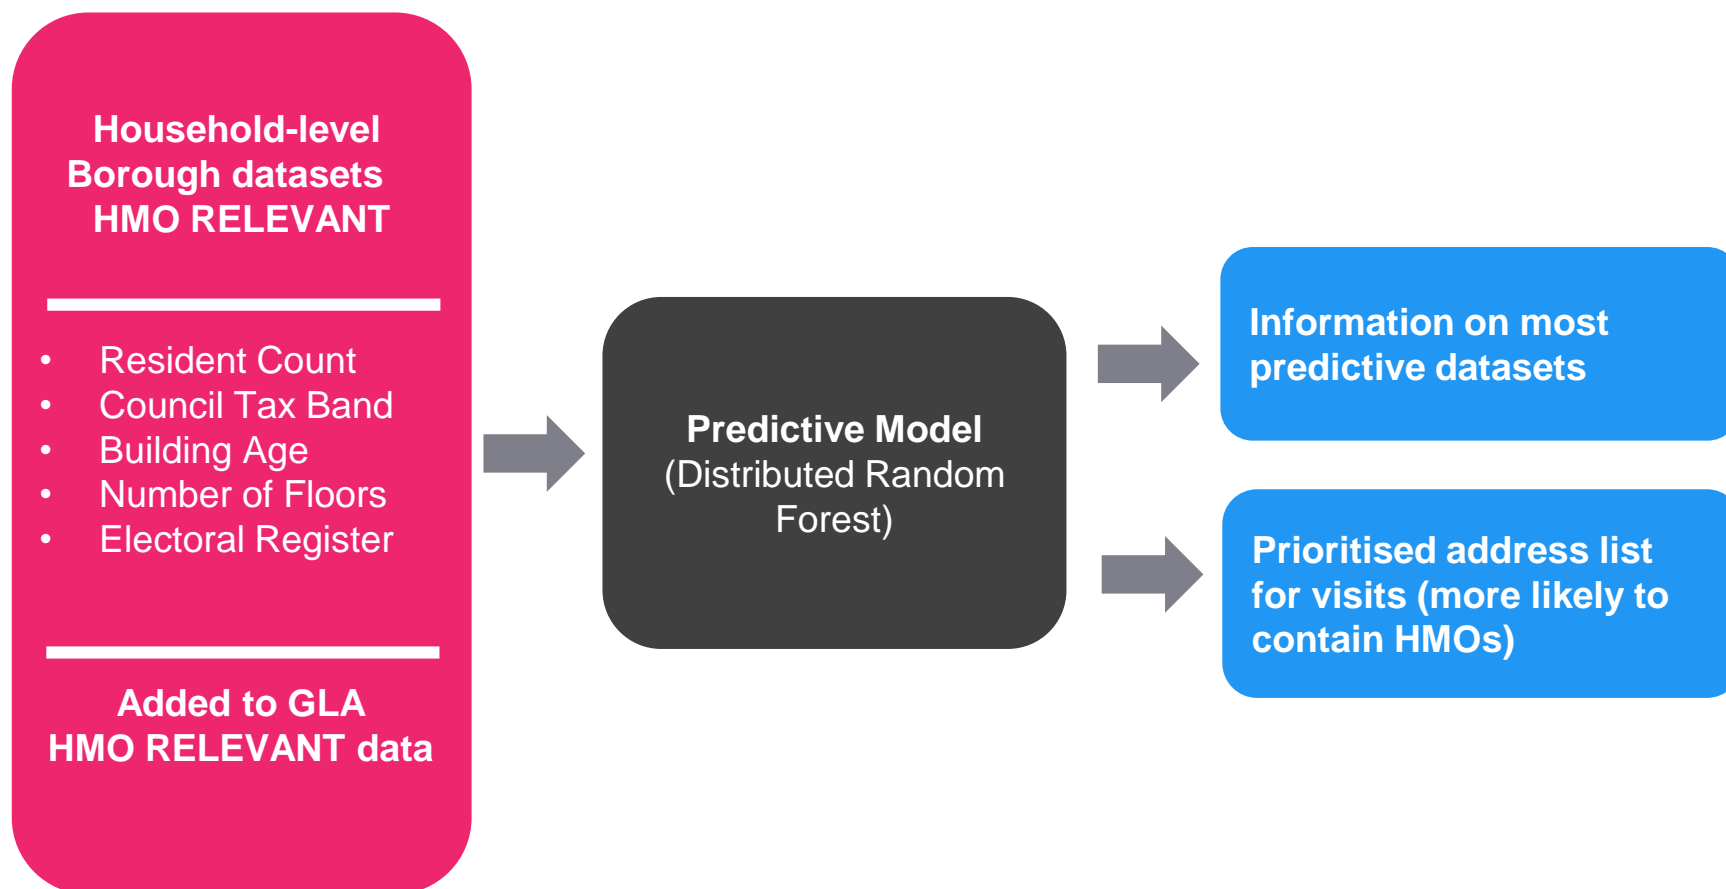 Household-level
Borough datasets
HMO RELEVANT
• Resident Count
• Council Tax Band
• Building Age
• Number of Floors
• Electoral Register
Added to GLA
HMO RELEVANT data
Predictive Model
(Distributed Random
Forest)
Information on most
predictive datasets
Prioritised address list
for visits (more likely to
contain HMOs)